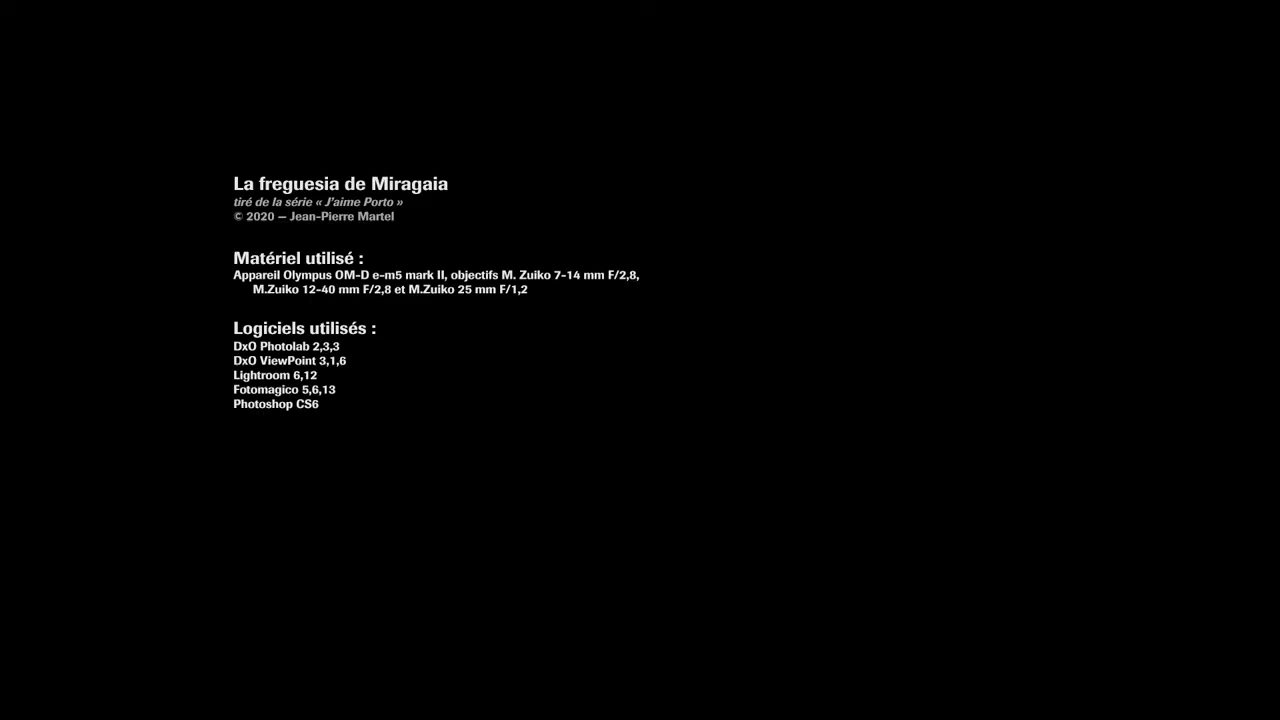 La freguesia de Miragaia
tiré de la série « J'aime Porto »
© 2020 – Jean-Pierre Martel
Matériel utilisé :
Appareil Olympus OM-D e-m5 mark II, objectifs M. Zuiko 7-14 mm F/2,8,
M.Zuiko 12-40 mm F/2,8 et M.Zuiko 25 mm F/1,2
Logiciels utilisés :
DxO Photolab 2,3,3
DxO ViewPoint 3,1,6
Lightroom 6,12
Fotomagico 5,6,13
Photoshop CS6